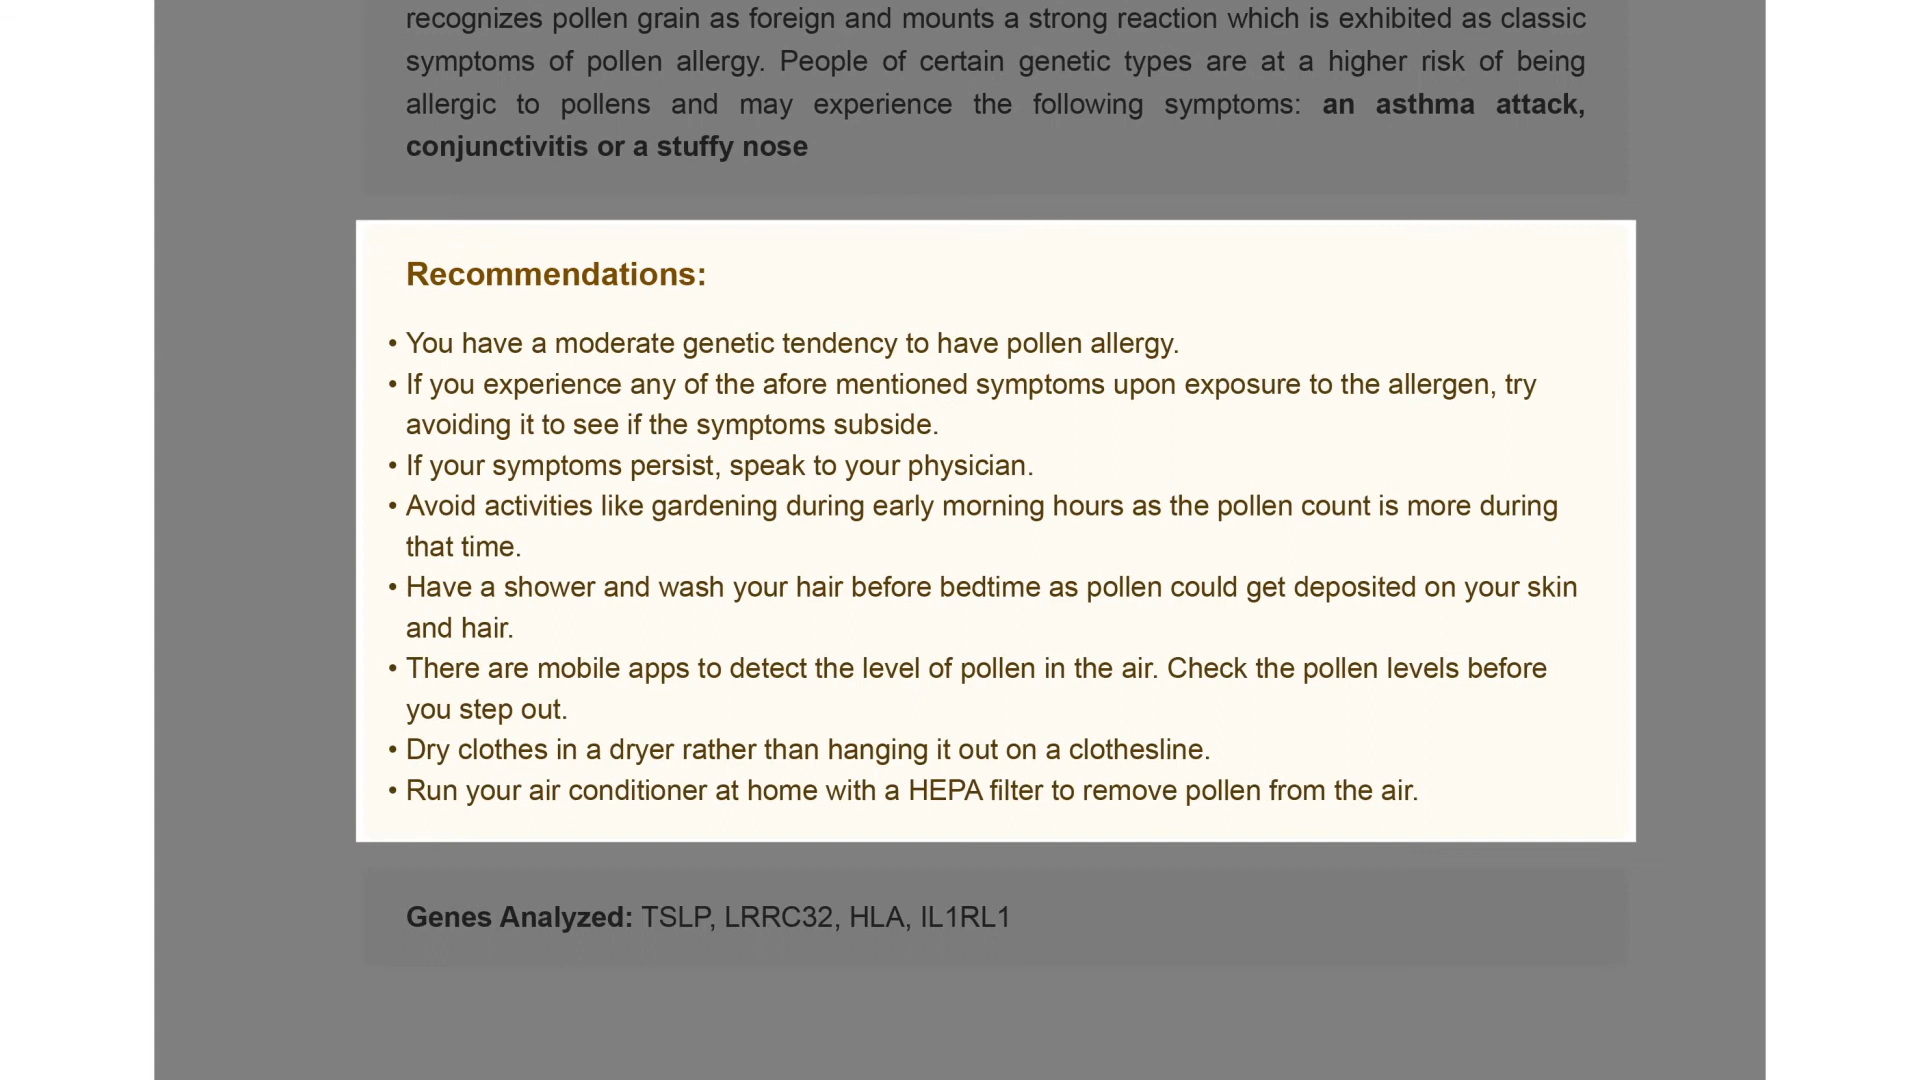 recognizes pollen grain as foreign and mounts a strong reaction which is exhibited as classic
symptoms of pollen allergy. People of certain genetic types are at a higher risk of being
allergic to pollens and may experience the following symptoms: an asthma attack,
conjunctivitis or a stuffy nose
Recommendations:
• You have a moderate genetic tendency to have pollen allergy.
• If you experience any of the afore mentioned symptoms upon exposure to the allergen, try
avoiding it to see if the symptoms subside.
• If your symptoms persist, speak to your physician.
• Avoid activities like gardening during early morning hours as the pollen count is more during
that time.
• Have a shower and wash your hair before bedtime as pollen could get deposited on your skin
and hair.
• There are mobile apps to detect the level of pollen in the air. Check the pollen levels before
you step out.
• Dry clothes in a dryer rather than hanging it out on a clothesline.
• Run your air conditioner at home with a HEPA filter to remove pollen from the air.
Genes Analyzed: TSLP, LRRC32, HLA, IL1RL1